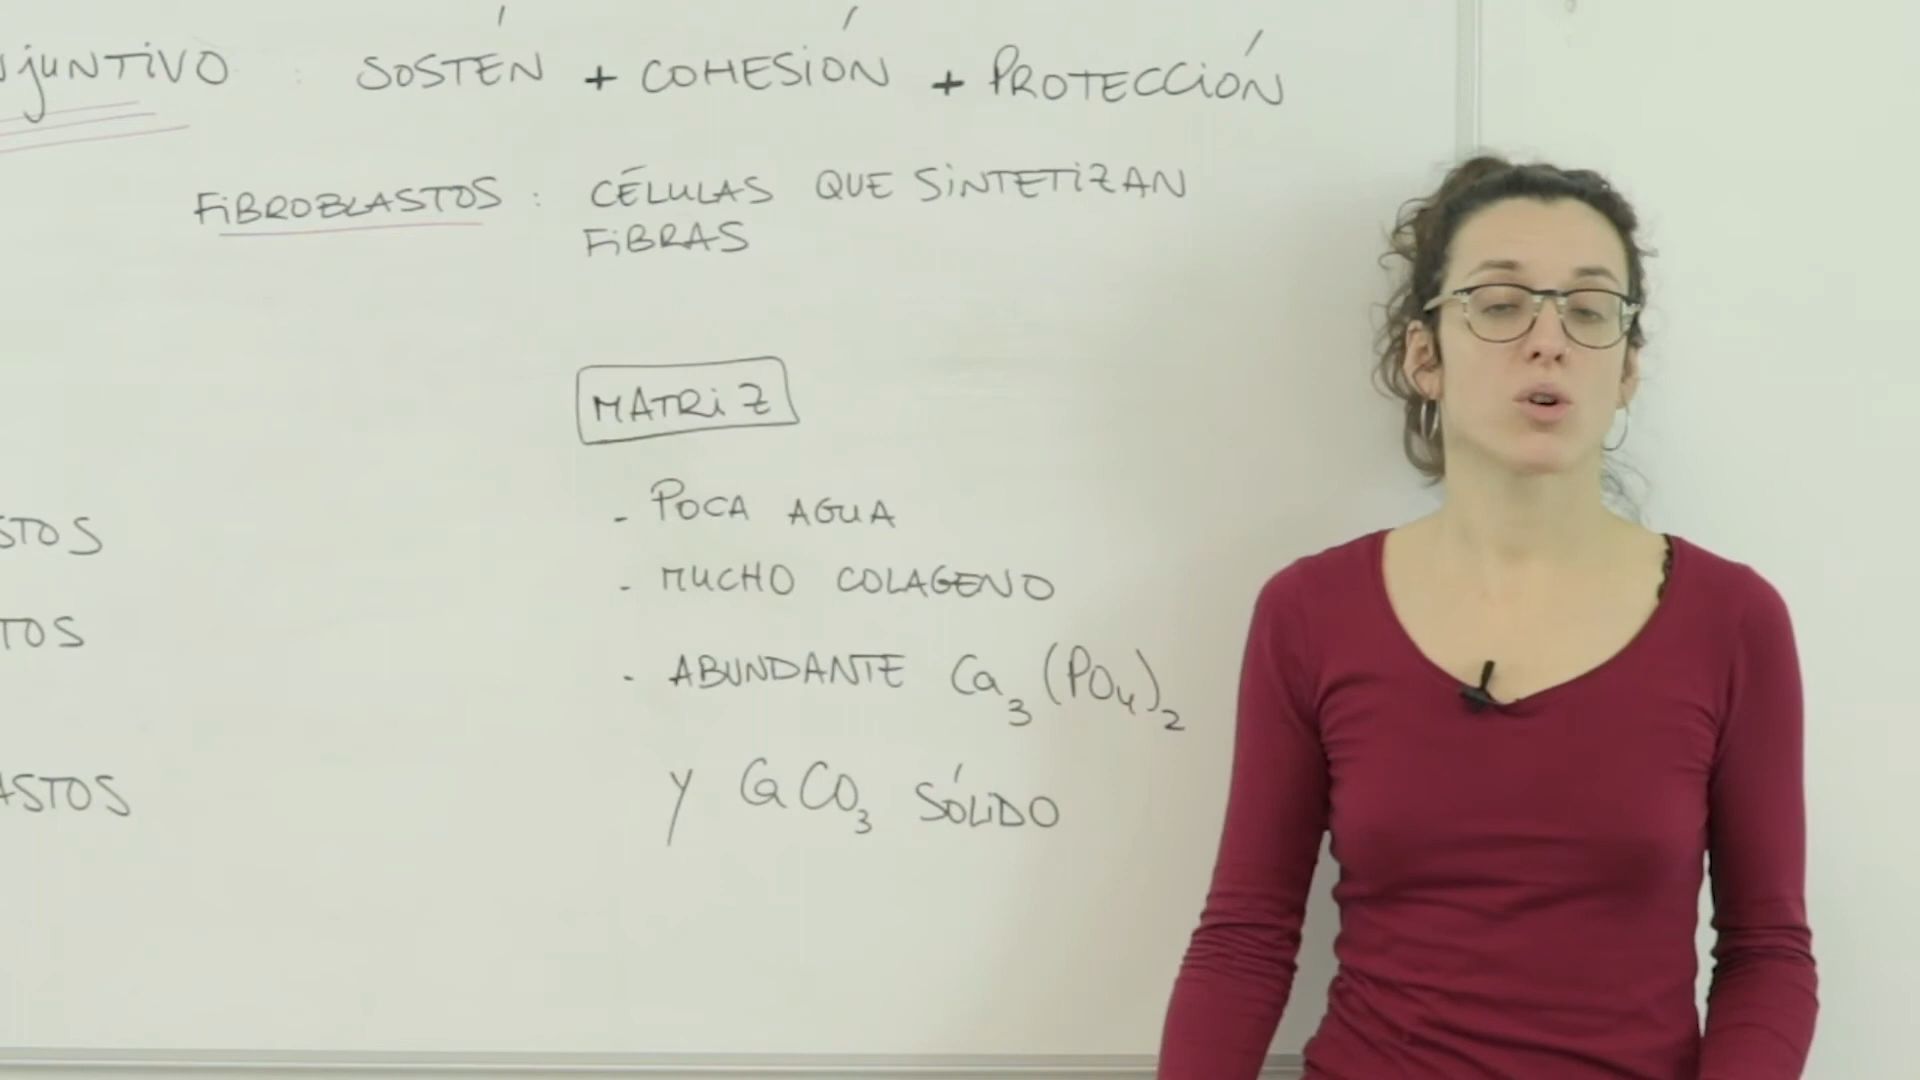 NJUNTIVO : SOSTÉN + COHESIÓN + PROTECCIÓN
FIBROBLASTOS : CÉLULAS QUE SINTETIZAN
FIBRAS
MATRIZ
- POCA AGUA
STOS
- MUCHO COLAGENO
TOS
- ABUNDANTE Ca3(PO4)2
ASTOS
Y CaCO3 SÓLIDO